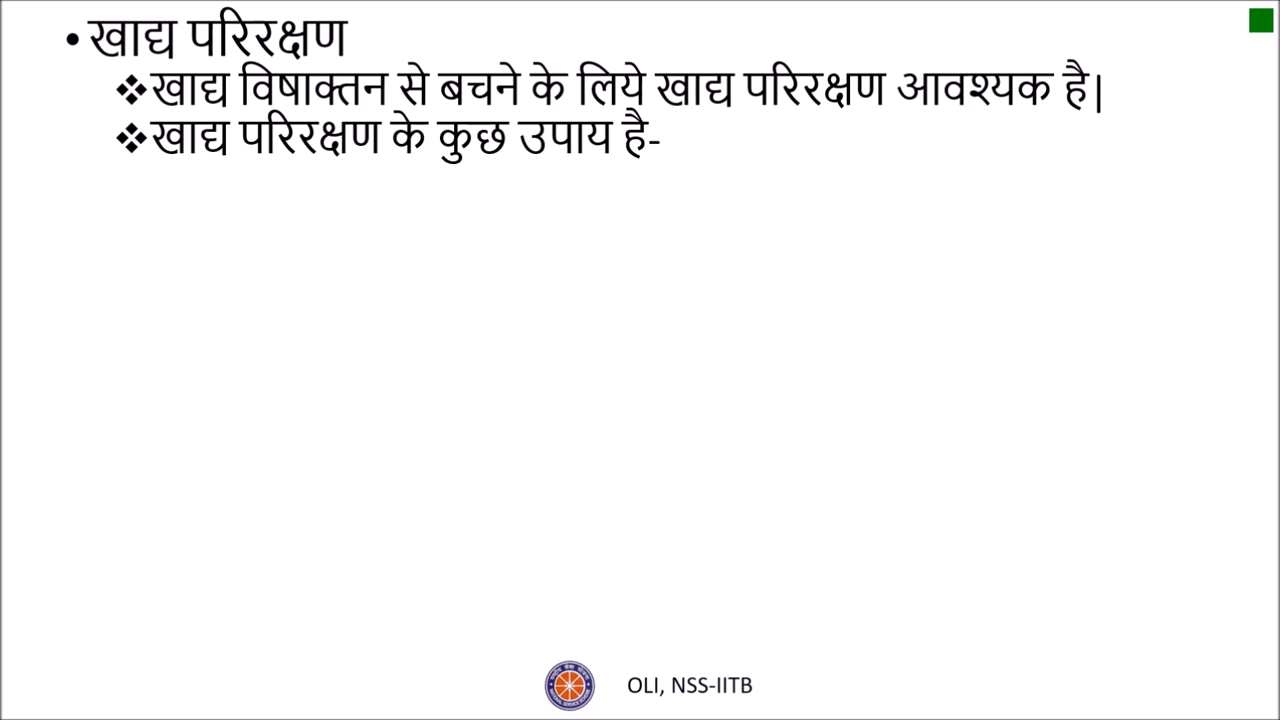 • खाद्य परिरक्षण
❖खाद्य विषाक्तन से बचने के लिये खाद्य परिरक्षण आवश्यक है|
❖खाद्य परिरक्षण के कुछ उपाय है-
OLI, NSS-IITB